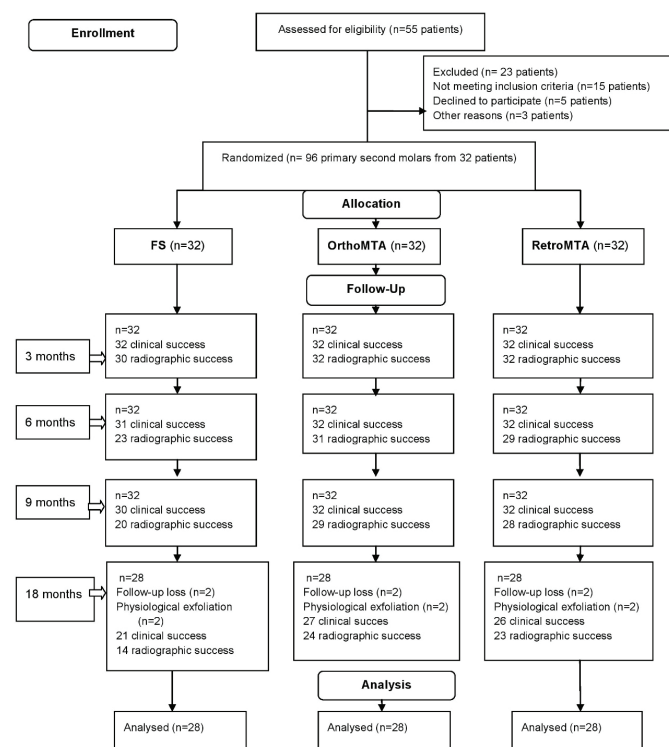 Enrollment
Assessed for eligibility (n=55 patients)
Excluded (n= 23 patients)
Not meeting inclusion criteria (n=15 patients)
Declined to participate (n=5 patients)
Other reasons (n=3 patients)
Randomized (n= 96 primary second molars from 32 patients)
Allocation
FS (n=32)
OrthoMTA (n=32)
RetroMTA (n=32)
Follow-Up
3 months
n=32
32 clinical success
30 radiographic success
n=32
32 clinical success
32 radiographic success
n=32
32 clinical success
32 radiographic success
6 months
n=32
31 clinical success
23 radiographic success
n=32
32 clinical success
31 radiographic success
n=32
32 clinical success
29 radiographic success
9 months
n=32
30 clinical success
20 radiographic success
n=32
32 clinical success
29 radiographic success
n=32
32 clinical success
28 radiographic success
18 months
n=28
Follow-up loss (n=2)
Physiological exfoliation
(n=2)
21 clinical success
14 radiographic success
n=28
Follow-up loss (n=2)
Physiological exfoliation (n=2)
27 clinical succes
24 radiographic success
n=28
Follow-up loss (n=2)
Physiological exfoliation (n=2)
26 clinical success
23 radiographic success
Analysis
Analysed (n=28)
Analysed (n=28)
Analysed (n=28)